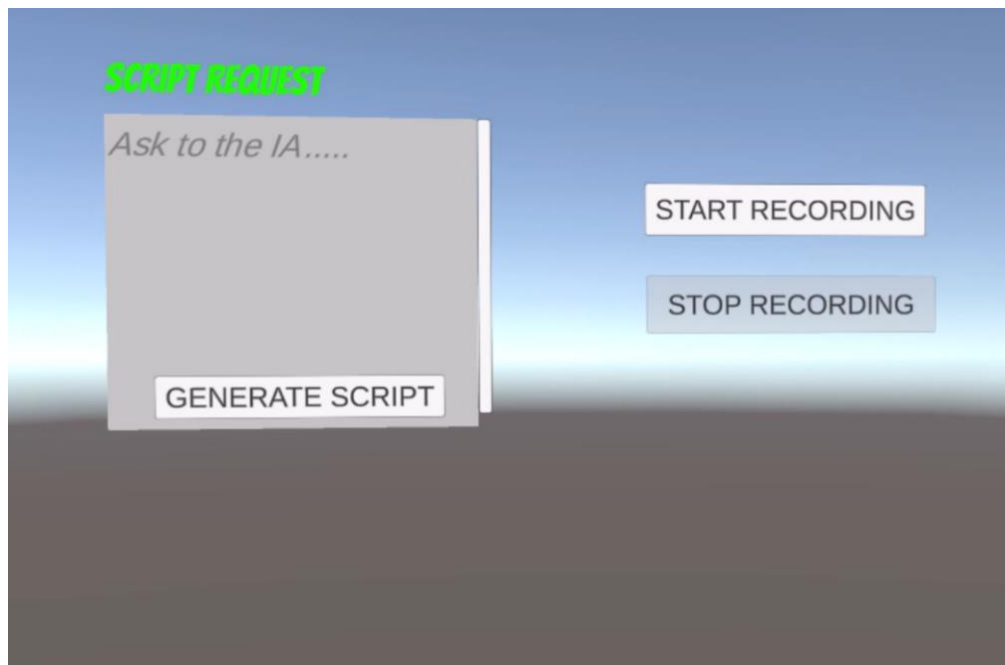 SCRIPT REQUEST
Ask to the IA.....
GENERATE SCRIPT
START RECORDING
STOP RECORDING